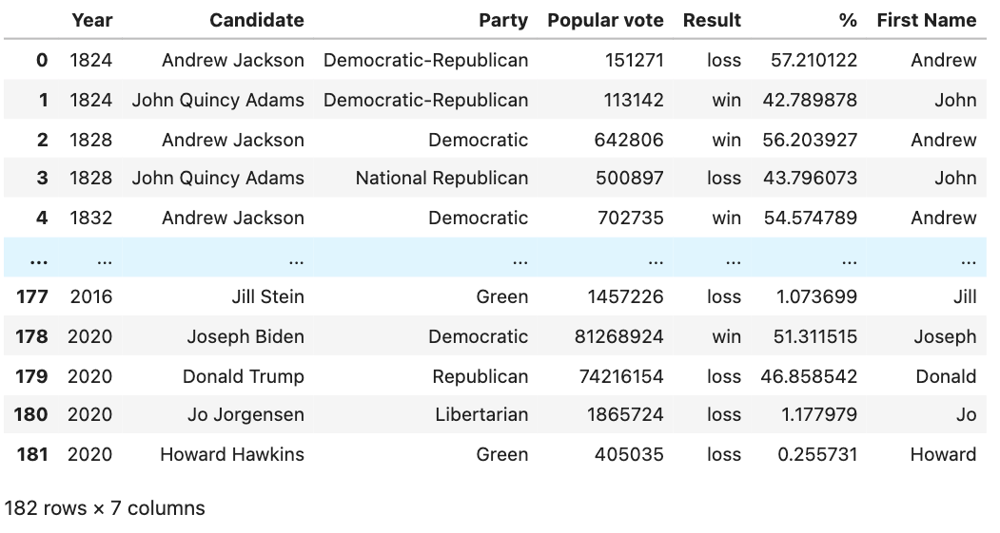 Year Candidate Party Popular vote Result % First Name
0 1824 Andrew Jackson Democratic-Republican 151271 loss 57.210122 Andrew
1 1824 John Quincy Adams Democratic-Republican 113142 win 42.789878 John
2 1828 Andrew Jackson Democratic 642806 win 56.203927 Andrew
3 1828 John Quincy Adams National Republican 500897 loss 43.796073 John
4 1832 Andrew Jackson Democratic 702735 win 54.574789 Andrew
... ... ... ... ... ... ... ...
177 2016 Jill Stein Green 1457226 loss 1.073699 Jill
178 2020 Joseph Biden Democratic 81268924 win 51.311515 Joseph
179 2020 Donald Trump Republican 74216154 loss 46.858542 Donald
180 2020 Jo Jorgensen Libertarian 1865724 loss 1.177979 Jo
181 2020 Howard Hawkins Green 405035 loss 0.255731 Howard
182 rows × 7 columns